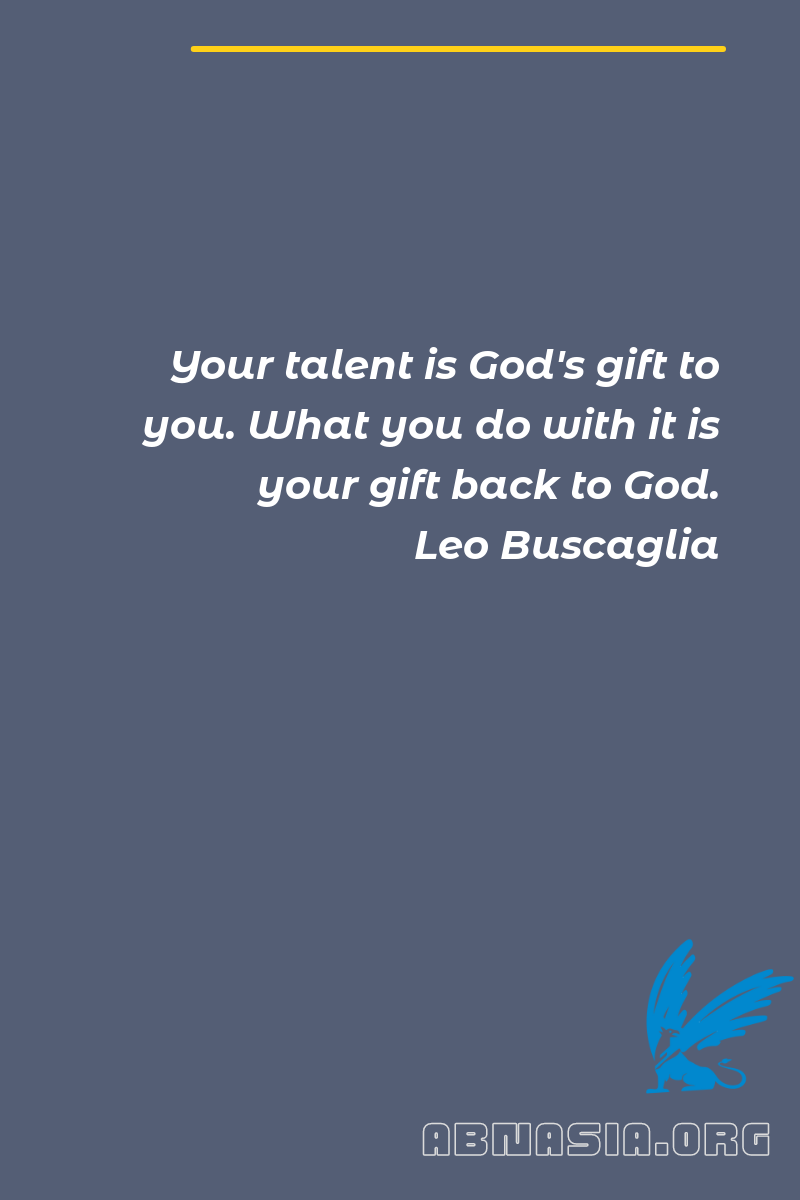 Your talent is God's gift to
you. What you do with it is
your gift back to God.
Leo Buscaglia
ABNASIA.ORG